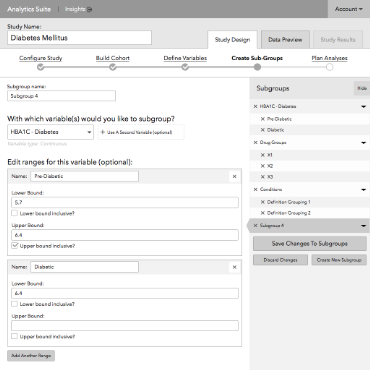 Analytics Suite
Insights
Account
Study Name:
Diabetes Mellitus
Study Design
Data Preview
Study Results
Configure Study
Build Cohort
Define Variables
Create Sub-Groups
Plan Analyses
Subgroup name:
Subgroup 4
With which variable(s) would you like to subgroup?
HBA1C - Diabetes
+ Use A Second Variable (optional)
Variable type: Continuous
Edit ranges for this variable (optional):
Name:
Pre-Diabetic
Lower Bound:
5.7
Lower bound inclusive?
Upper Bound:
6.4
Upper bound inclusive?
Name:
Diabetic
Lower Bound:
6.4
Lower bound inclusive?
Upper Bound:
Upper bound inclusive?
Add Another Range
Subgroups
Hide
HBA1C - Diabetes
Pre-Diabetic
Diabetic
Drug Groups
X1
X2
X3
Conditions
Definition Grouping 1
Definition Grouping 2
Subgroup 4
Save Changes To Subgroups
Discard Changes
Create New Subgroup